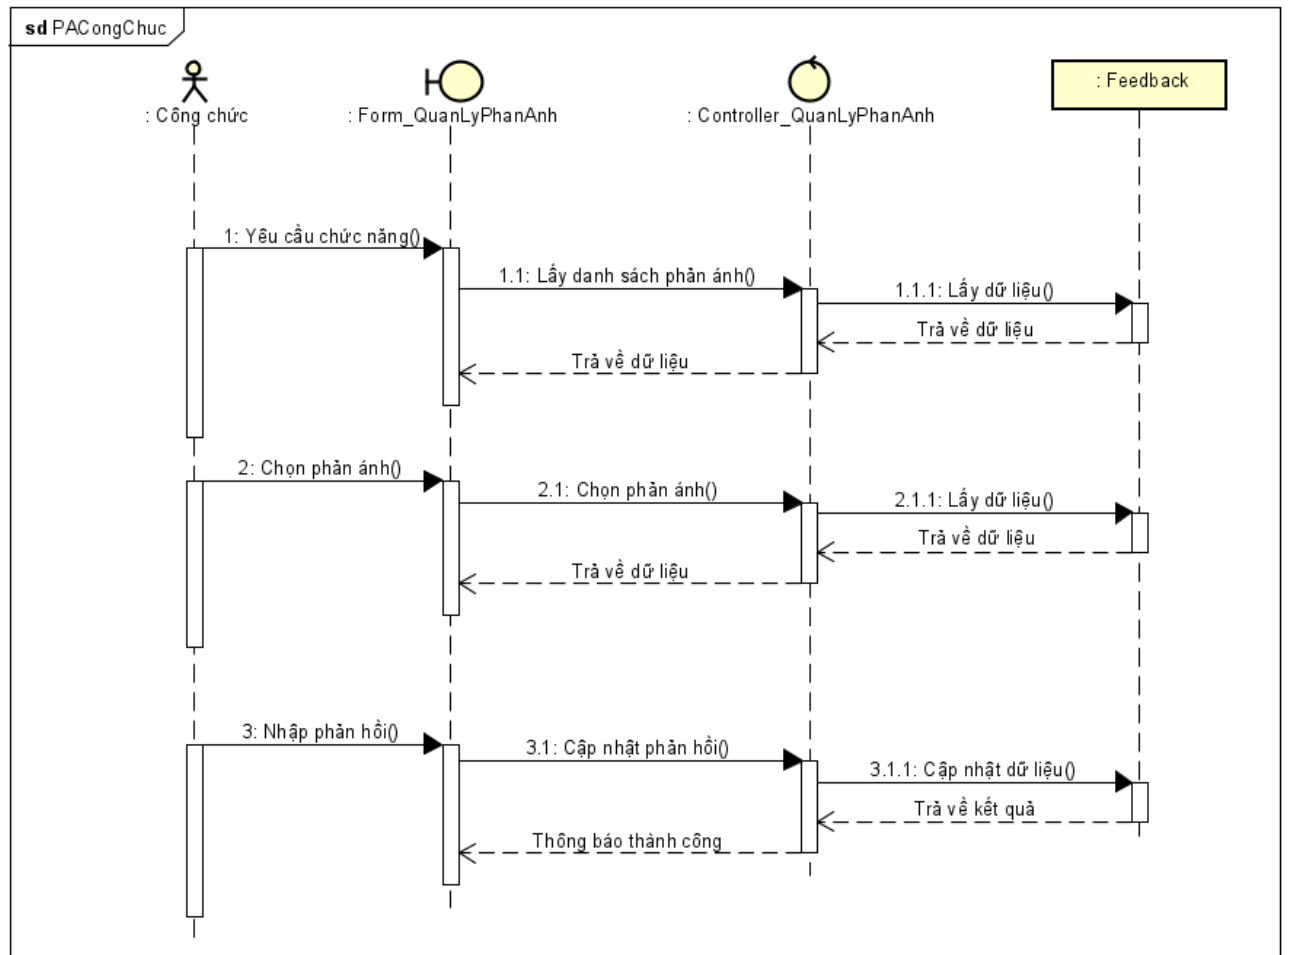 sd PACongChuc
: Công chức
: Form_QuanLyPhanAnh
: Controller_QuanLyPhanAnh
: Feedback
1: Yêu cầu chức năng()
1.1: Lấy danh sách phản ánh()
1.1.1: Lấy dữ liệu()
Trả về dữ liệu
Trả về dữ liệu
2: Chọn phản ánh()
2.1: Chọn phản ánh()
2.1.1: Lấy dữ liệu()
Trả về dữ liệu
Trả về dữ liệu
3: Nhập phản hồi()
3.1: Cập nhật phản hồi()
3.1.1: Cập nhật dữ liệu()
Trả về kết quả
Thông báo thành công